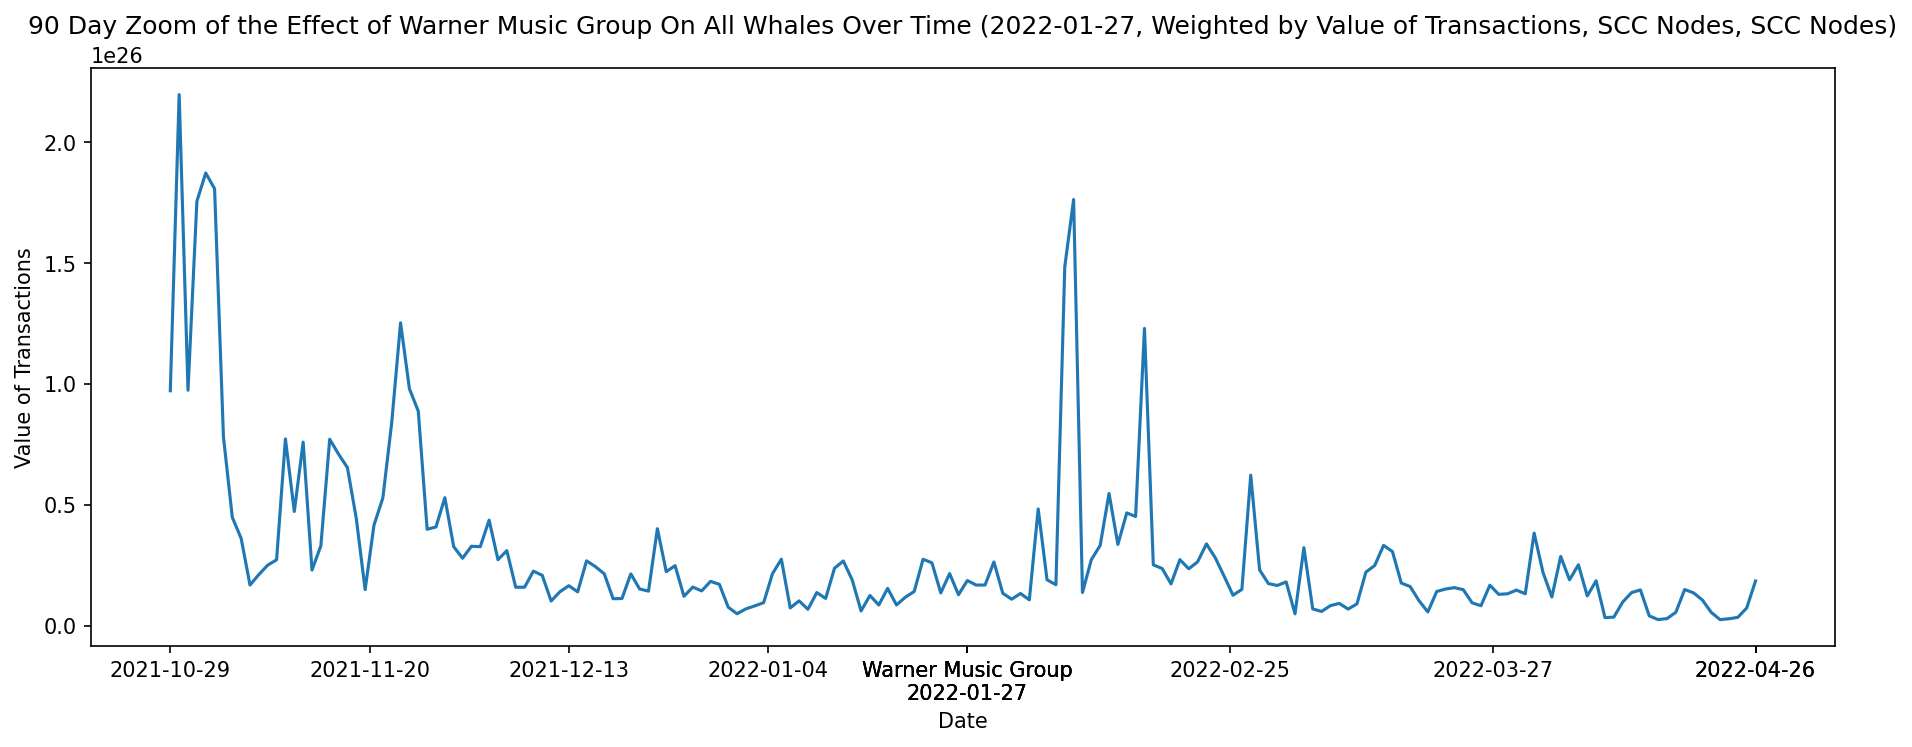 90 Day Zoom of the Effect of Warner Music Group On All Whales Over Time (2022-01-27, Weighted by Value of Transactions, SCC Nodes, SCC Nodes)
1e26
2.0
1.5
1.0
0.5
0.0
Value of Transactions
2021-10-29 2021-11-20 2021-12-13 2022-01-04 Warner Music Group 2022-02-25 2022-03-27 2022-04-26
2022-01-27
Date